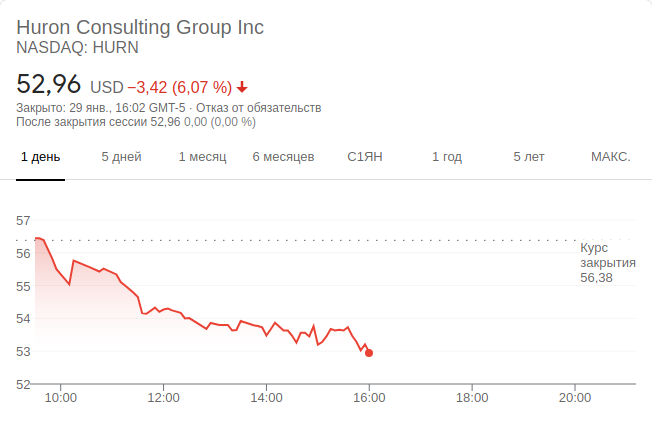 Huron Consulting Group Inc
NASDAQ: HURN
52,96 USD −3,42 (6,07 %)
Закрыто: 29 янв., 16:02 GMT-5 · Отказ от обязательств
После закрытия сессии 52,96 0,00 (0,00 %)
1 день 5 дней 1 месяц 6 месяцев С1ЯН 1 год 5 лет МАКС.
57
56
55
54
53
52
Курс
закрытия
56,38
10:00 12:00 14:00 16:00 18:00 20:00